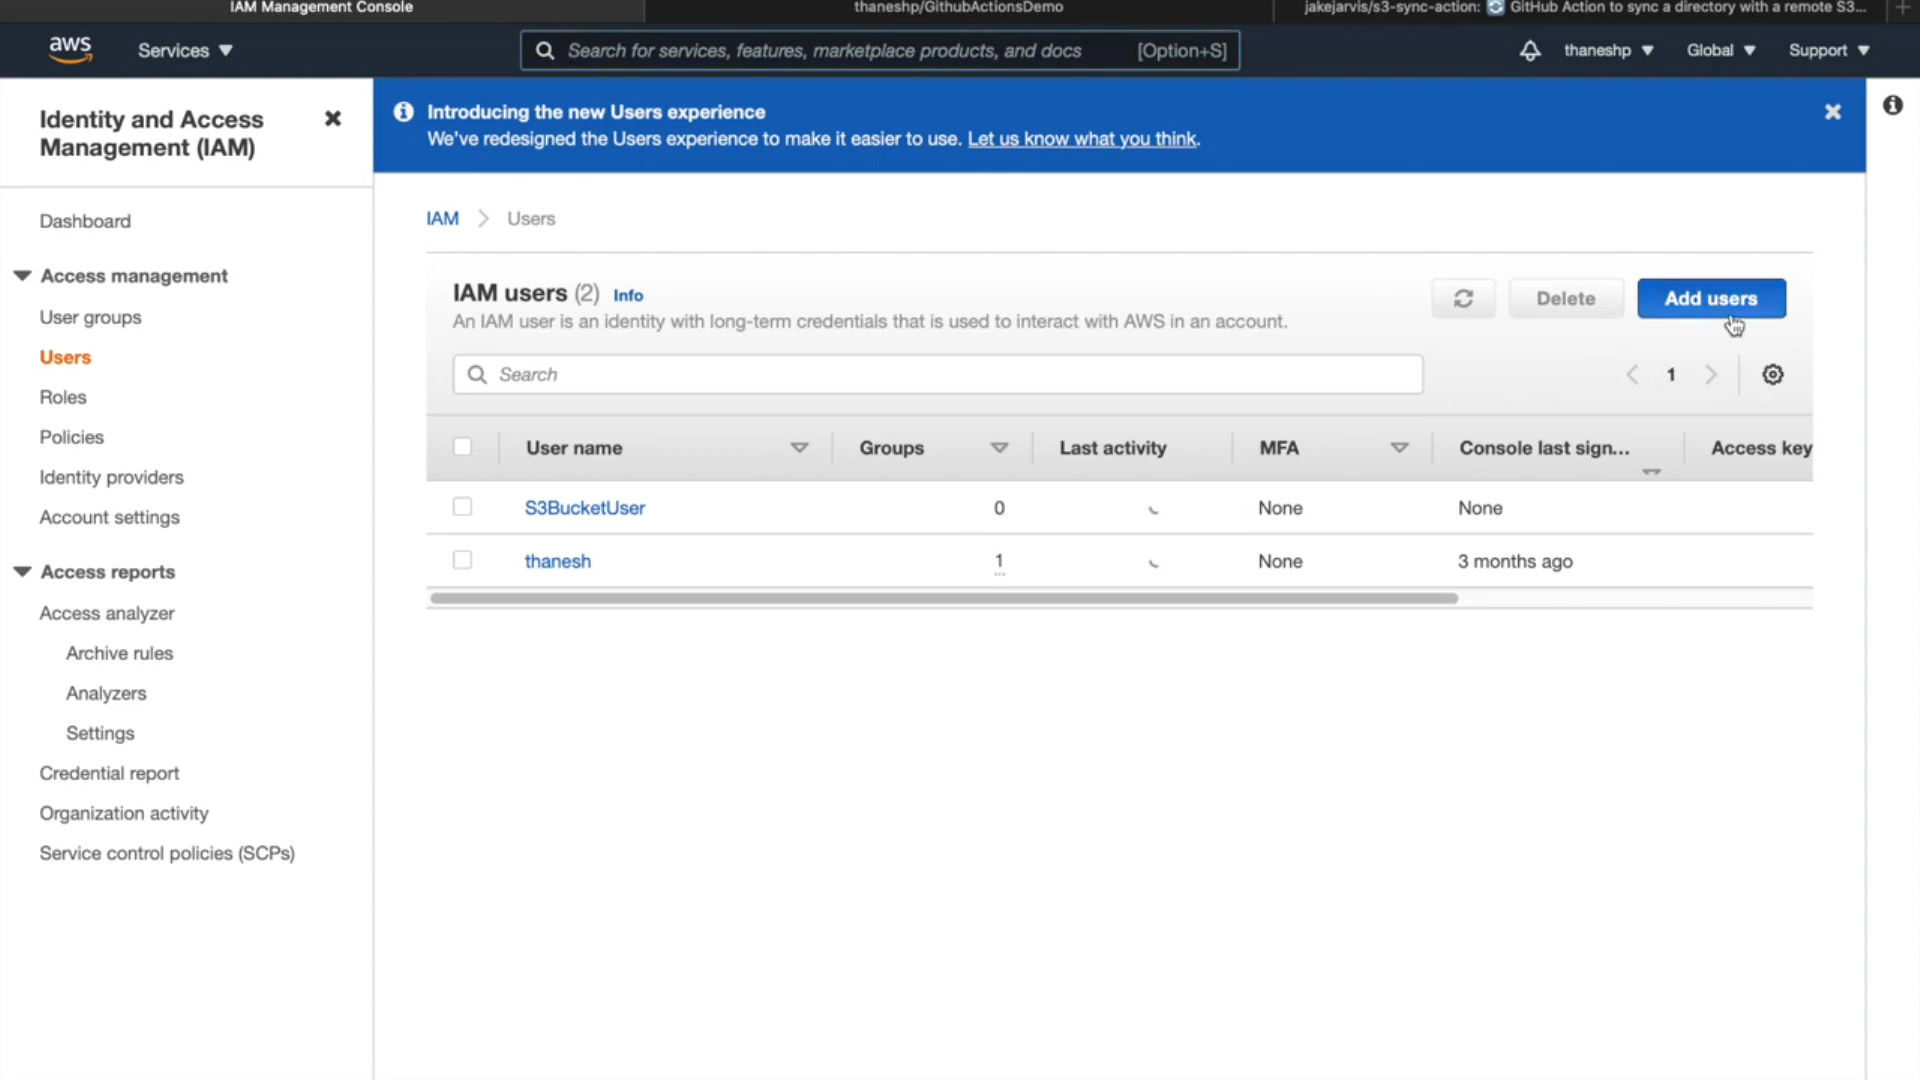 IAM Management Console
thaneshp/GithubActionsDemo
jakejarvis/s3-sync-action: GitHub Action to sync a directory with a remote S3...
aws
Services
Search for services, features, marketplace products, and docs
[Option+S]
thaneshp
Global
Support
Identity and Access
Management (IAM)
Dashboard
Access management
User groups
Users
Roles
Policies
Identity providers
Account settings
Access reports
Access analyzer
Archive rules
Analyzers
Settings
Credential report
Organization activity
Service control policies (SCPs)
Introducing the new Users experience
We've redesigned the Users experience to make it easier to use. Let us know what you think.
IAM > Users
IAM users (2) Info
An IAM user is an identity with long-term credentials that is used to interact with AWS in an account.
Delete
Add users
Search
1
User name Groups Last activity MFA Console last sign... Access key
S3BucketUser 0 None None
thanesh 1 None 3 months ago